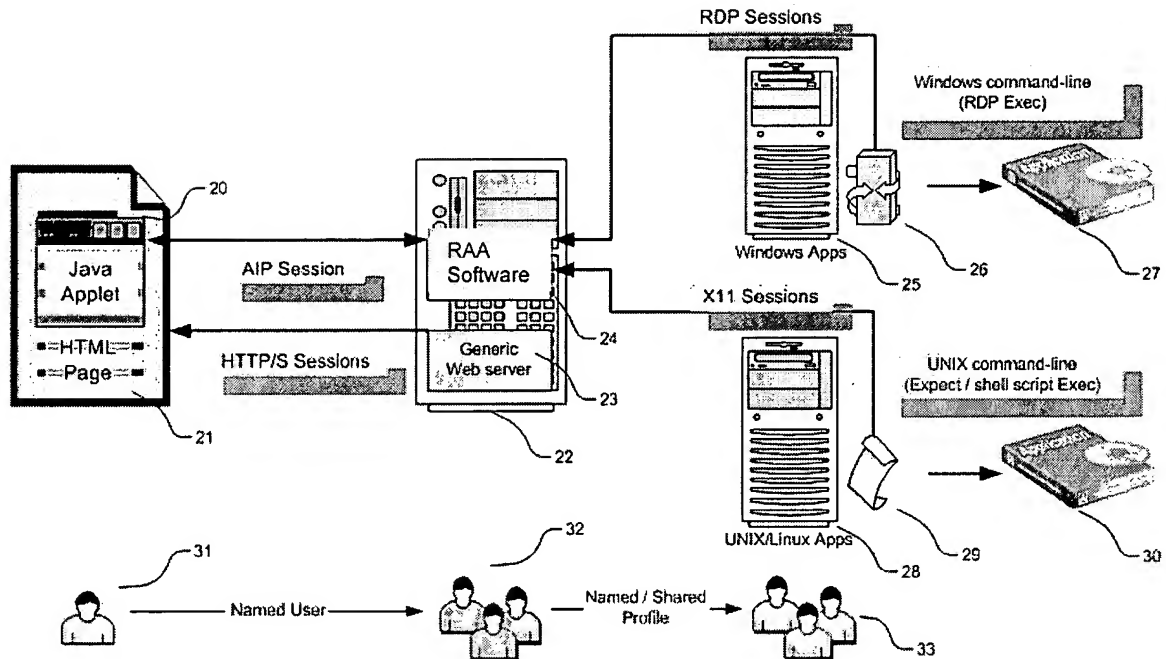 RDP Sessions
Windows command-line
(RDP Exec)
20
Java
Applet
HTML
Page
21
AIP Session
HTTP/S Sessions
RAA
Software
24
Generic
Web server
23
22
Windows Apps
25
26
27
X11 Sessions
UNIX command-line
(Expect / shell script Exec)
UNIX/Linux Apps
28
29
30
31
Named User
32
Named / Shared
Profile
33